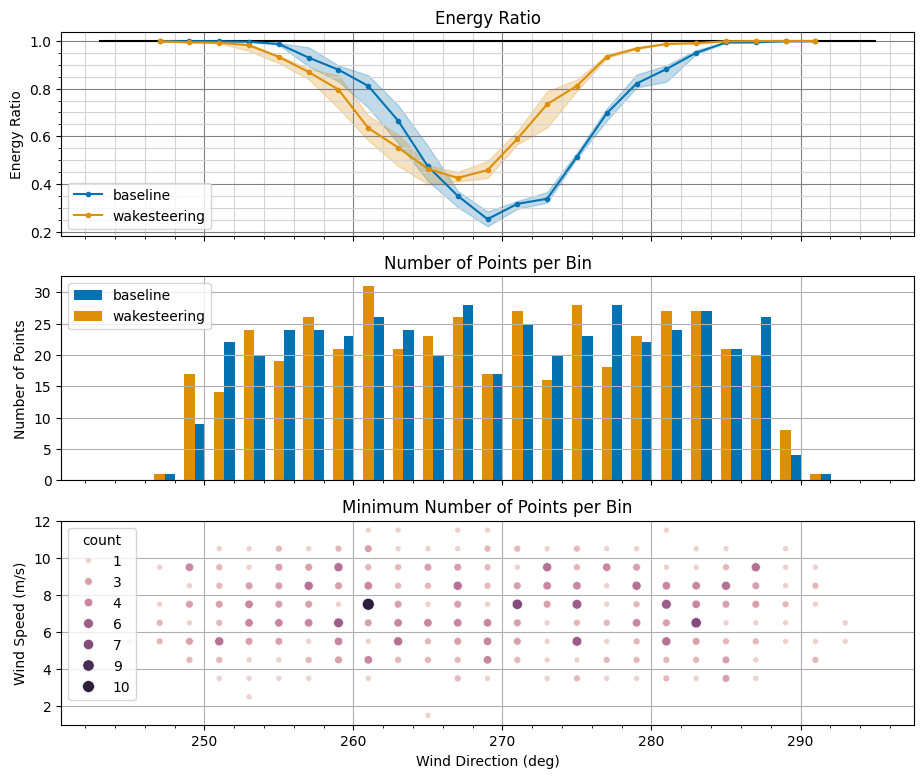 Energy Ratio
1.0
0.8
0.6
0.4
0.2
Energy Ratio
baseline
wakesteering
Number of Points per Bin
30
25
20
15
10
5
0
Number of Points
baseline
wakesteering
Minimum Number of Points per Bin
12
10
8
6
4
2
Wind Speed (m/s)
count
1
3
4
6
7
9
10
250
260
270
280
290
Wind Direction (deg)